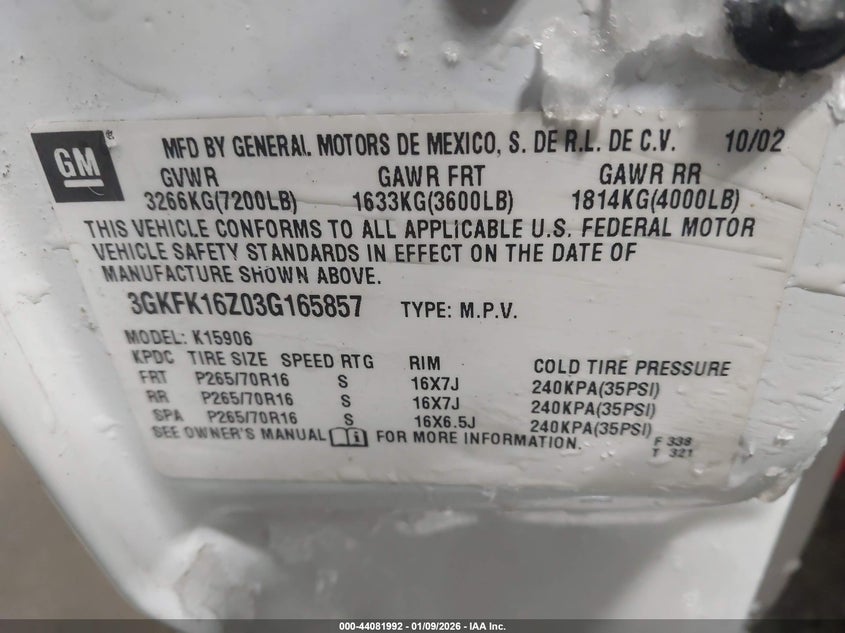 GM ® MFD BY GENERAL MOTORS DE MEXICO, S. DE R.L. DE C.V. 10/02
GVWR GAWR FRT GAWR RR
3266KG(7200LB) 1633KG(3600LB) 1814KG(4000LB)
THIS VEHICLE CONFORMS TO ALL APPLICABLE U.S. FEDERAL MOTOR
VEHICLE SAFETY STANDARDS IN EFFECT ON THE DATE OF
MANUFACTURE SHOWN ABOVE.
3GKFK16Z03G165857 TYPE: M.P.V.
MODEL: K15906
KPDC TIRE SIZE SPEED RTG RIM COLD TIRE PRESSURE
FRT P265/70R16 S 16X7J 240KPA(35PSI)
RR P265/70R16 S 16X7J 240KPA(35PSI)
SPA P265/70R16 S 16X6.5J 240KPA(35PSI)
SEE OWNER'S MANUAL FOR MORE INFORMATION.
F 338
T 321
000-44081992 - 01/09/2026 - IAA Inc.